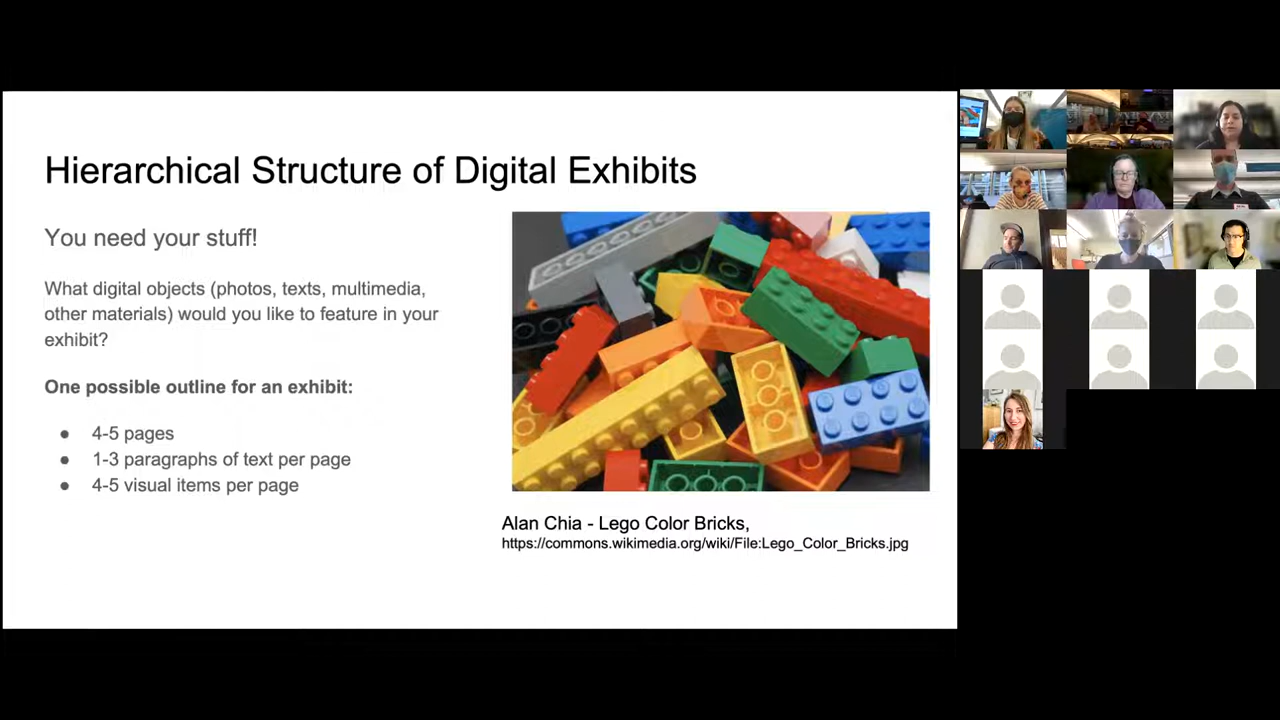 Hierarchical Structure of Digital Exhibits
You need your stuff!
What digital objects (photos, texts, multimedia,
other materials) would you like to feature in your
exhibit?
One possible outline for an exhibit:
● 4-5 pages
● 1-3 paragraphs of text per page
● 4-5 visual items per page
Alan Chia - Lego Color Bricks,
https://commons.wikimedia.org/wiki/File:Lego_Color_Bricks.jpg